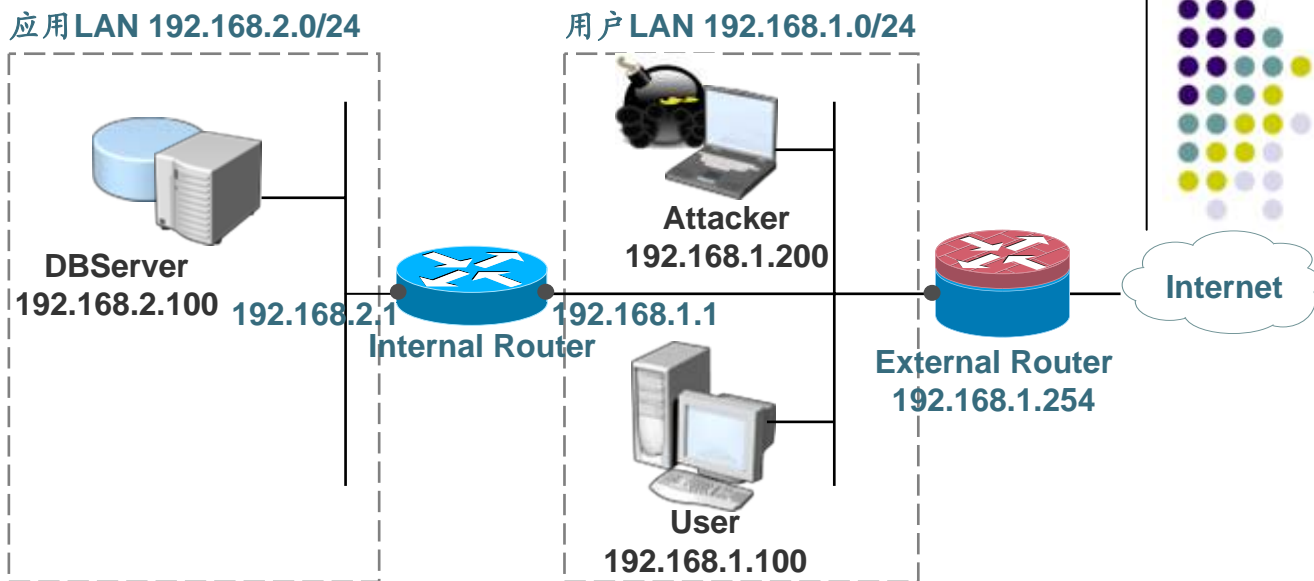 应用LAN 192.168.2.0/24
用户LAN 192.168.1.0/24
DBServer
192.168.2.100
192.168.2.1
Internal Router
192.168.1.1
Attacker
192.168.1.200
User
192.168.1.100
External Router
192.168.1.254
Internet